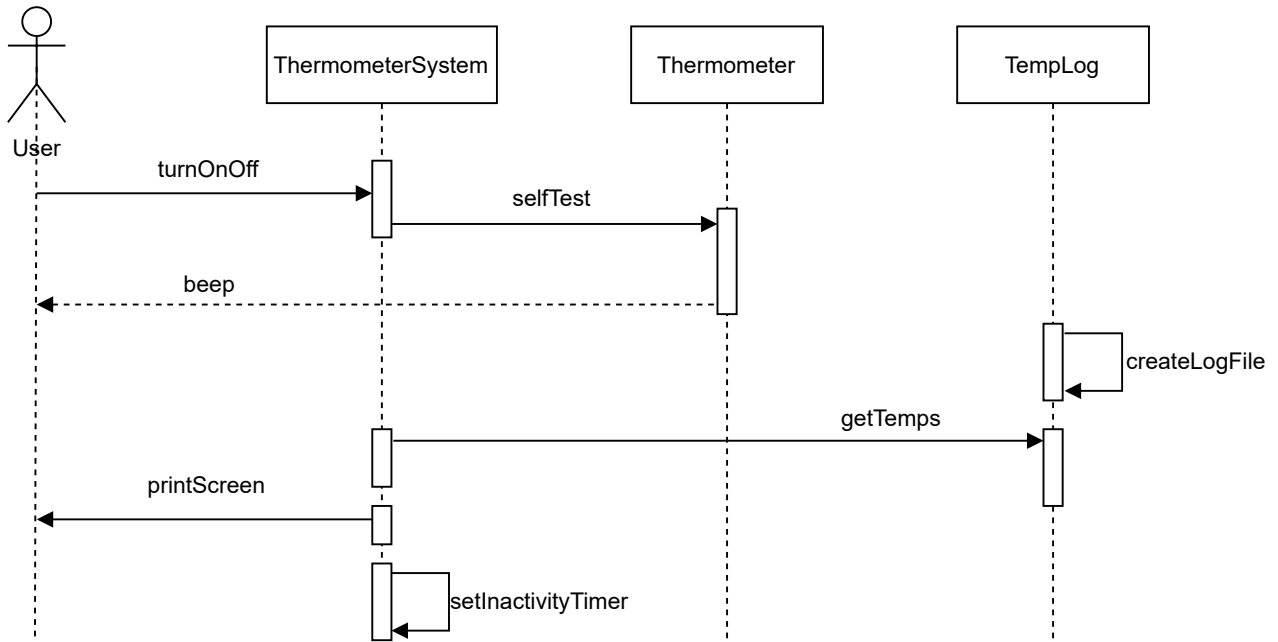 ThermometerSystem
Thermometer
TempLog
User
turnOnOff
selfTest
beep
createLogFile
getTemps
printScreen
setInactivityTimer